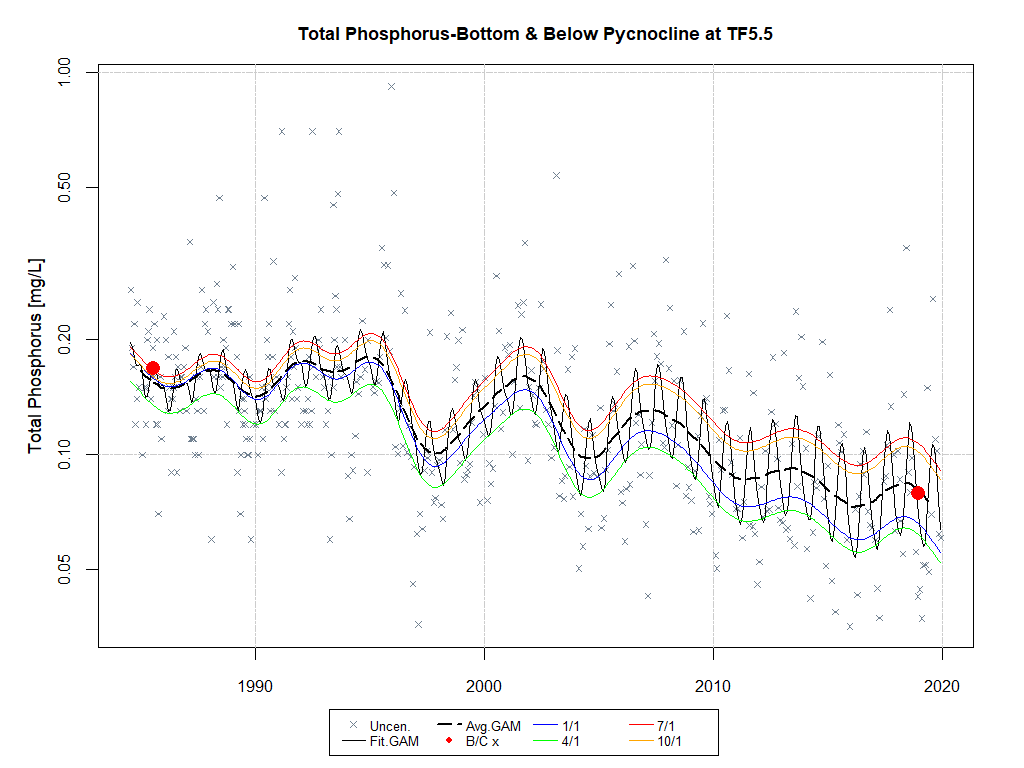 Total Phosphorus-Bottom & Below Pycnocline at TF5.5
Total Phosphorus [mg/L]
1.00
0.50
0.20
0.10
0.05
1990 2000 2010 2020
Uncen. Avg.GAM 1/1 7/1
Fit.GAM B/C x 4/1 10/1